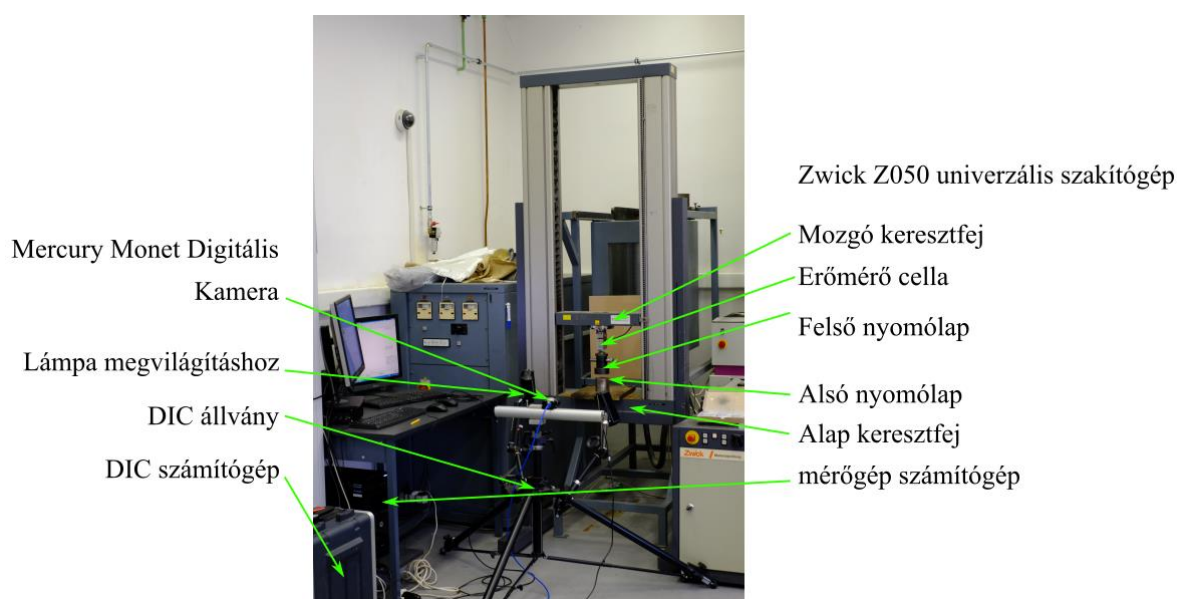 Mercury Monet Digitális
Kamera
Lámpa megvilágításhoz
DIC állvány
DIC számítógép
Zwick Z050 univerzális szakítógép
Mozgó keresztfej
Erőmérő cella
Felső nyomólap
Alsó nyomólap
Alap keresztfej
mérőgép számítógép
Zwick